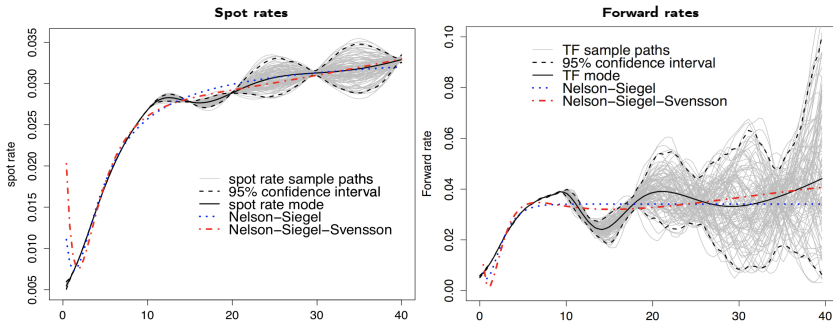 Spot rates
spot rate
0.005 0.010 0.015 0.020 0.025 0.030 0.035
spot rate sample paths
95% confidence interval
spot rate mode
Nelson−Siegel
Nelson−Siegel−Svensson
0 10 20 30 40
Forward rates
Forward rate
0.00 0.02 0.04 0.06 0.08 0.10
TF sample paths
95% confidence interval
TF mode
Nelson−Siegel
Nelson−Siegel−Svensson
0 10 20 30 40